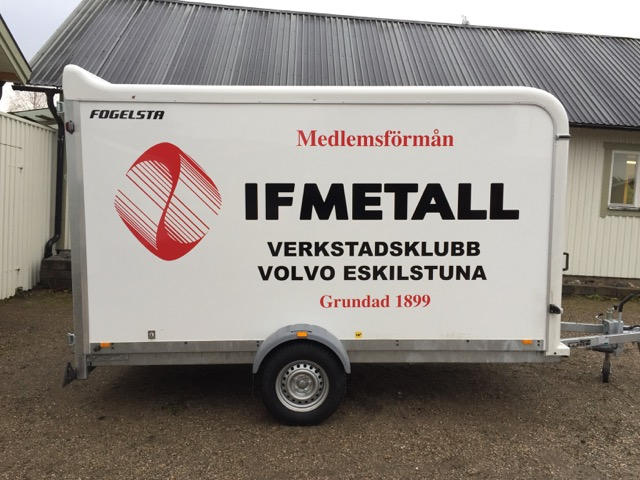 FOGELSTA
Medlemsförmån
IFMETALL
VERKSTADSKLUBB
VOLVO ESKILSTUNA
Grundad 1899